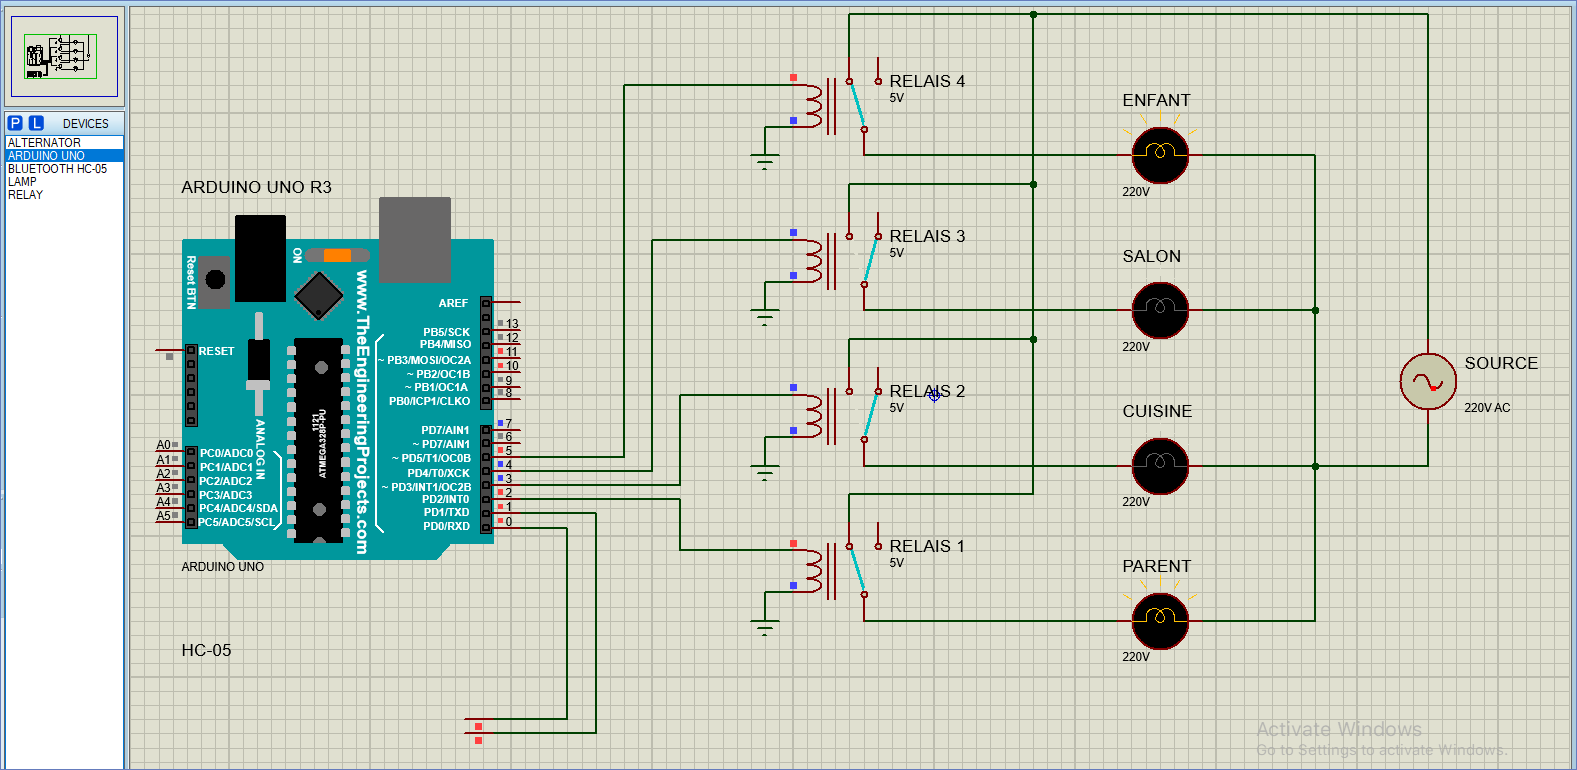 P L DEVICES
ALTERNATOR
ARDUINO UNO
BLUETOOTH HC-05
LAMP
RELAY
ARDUINO UNO R3
Reset BTN
ON
www.TheEngineeringProjects.com
RESET
ANALOG IN
1121
ATMEGA328P-PU
AREF
PB5/SCK 13
PB4/MISO 12
~ PB3/MOSI/OC2A 11
~ PB2/OC1B 10
~ PB1/OC1A 9
PB0/ICP1/CLKO 8
PD7/AIN1 7
~ PD7/AIN1 6
~ PD5/T1/OC0B 5
PD4/T0/XCK 4
~ PD3/INT1/OC2B 3
PD2/INT0 2
PD1/TXD 1
PD0/RXD 0
A0 PC0/ADC0
A1 PC1/ADC1
A2 PC2/ADC2
A3 PC3/ADC3
A4 PC4/ADC4/SDA
A5 PC5/ADC5/SCL
ARDUINO UNO
HC-05
RELAIS 4
5V
RELAIS 3
5V
RELAIS 2
5V
RELAIS 1
5V
ENFANT
220V
SALON
220V
CUISINE
220V
PARENT
220V
SOURCE
220V AC
Activate Windows
Go to Settings to activate Windows.